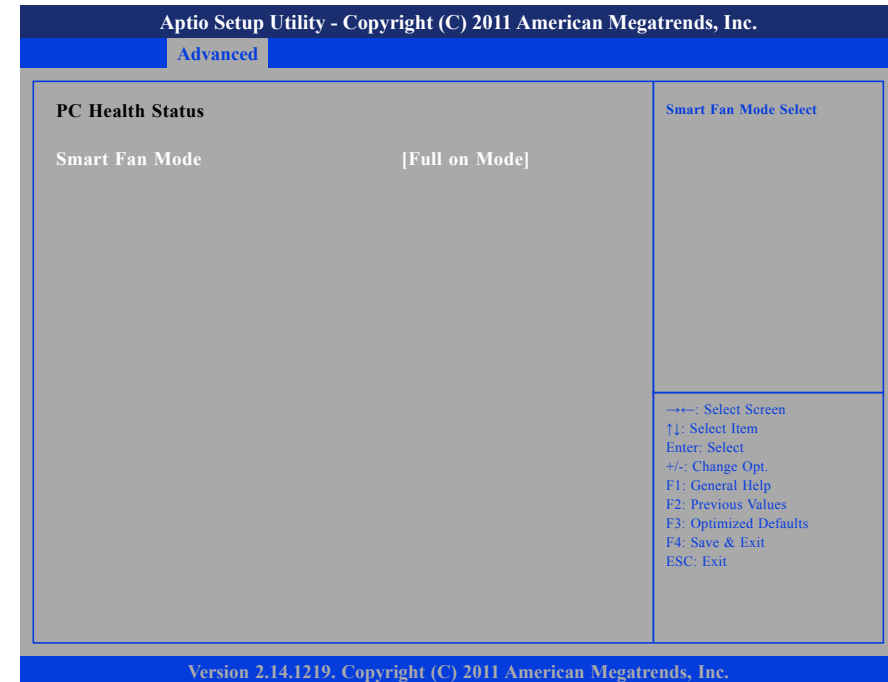 Aptio Setup Utility - Copyright (C) 2011 American Megatrends, Inc.
Advanced
PC Health Status
Smart Fan Mode [Full on Mode]
Smart Fan Mode Select
→←: Select Screen
↑↓: Select Item
Enter: Select
+/-: Change Opt.
F1: General Help
F2: Previous Values
F3: Optimized Defaults
F4: Save & Exit
ESC: Exit
Version 2.14.1219. Copyright (C) 2011 American Megatrends, Inc.